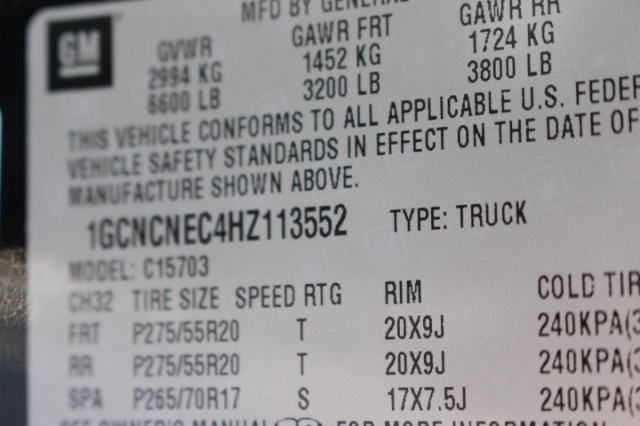 GM
MFD BY GENERAL
GVWR GAWR FRT GAWR RR
2994 KG 1452 KG 1724 KG
6600 LB 3200 LB 3800 LB
THIS VEHICLE CONFORMS TO ALL APPLICABLE U.S. FEDER
VEHICLE SAFETY STANDARDS IN EFFECT ON THE DATE OF
MANUFACTURE SHOWN ABOVE.
1GCNCNEC4HZ113552 TYPE: TRUCK
MODEL: C15703
CH32 TIRE SIZE SPEED RTG RIM COLD TIR
FRT P275/55R20 T 20X9J 240KPA(3
RR P275/55R20 T 20X9J 240KPA(3
SPA P265/70R17 S 17X7.5J 240KPA(3
SEE OWNER'S MANUAL FOR MORE INFORMATION